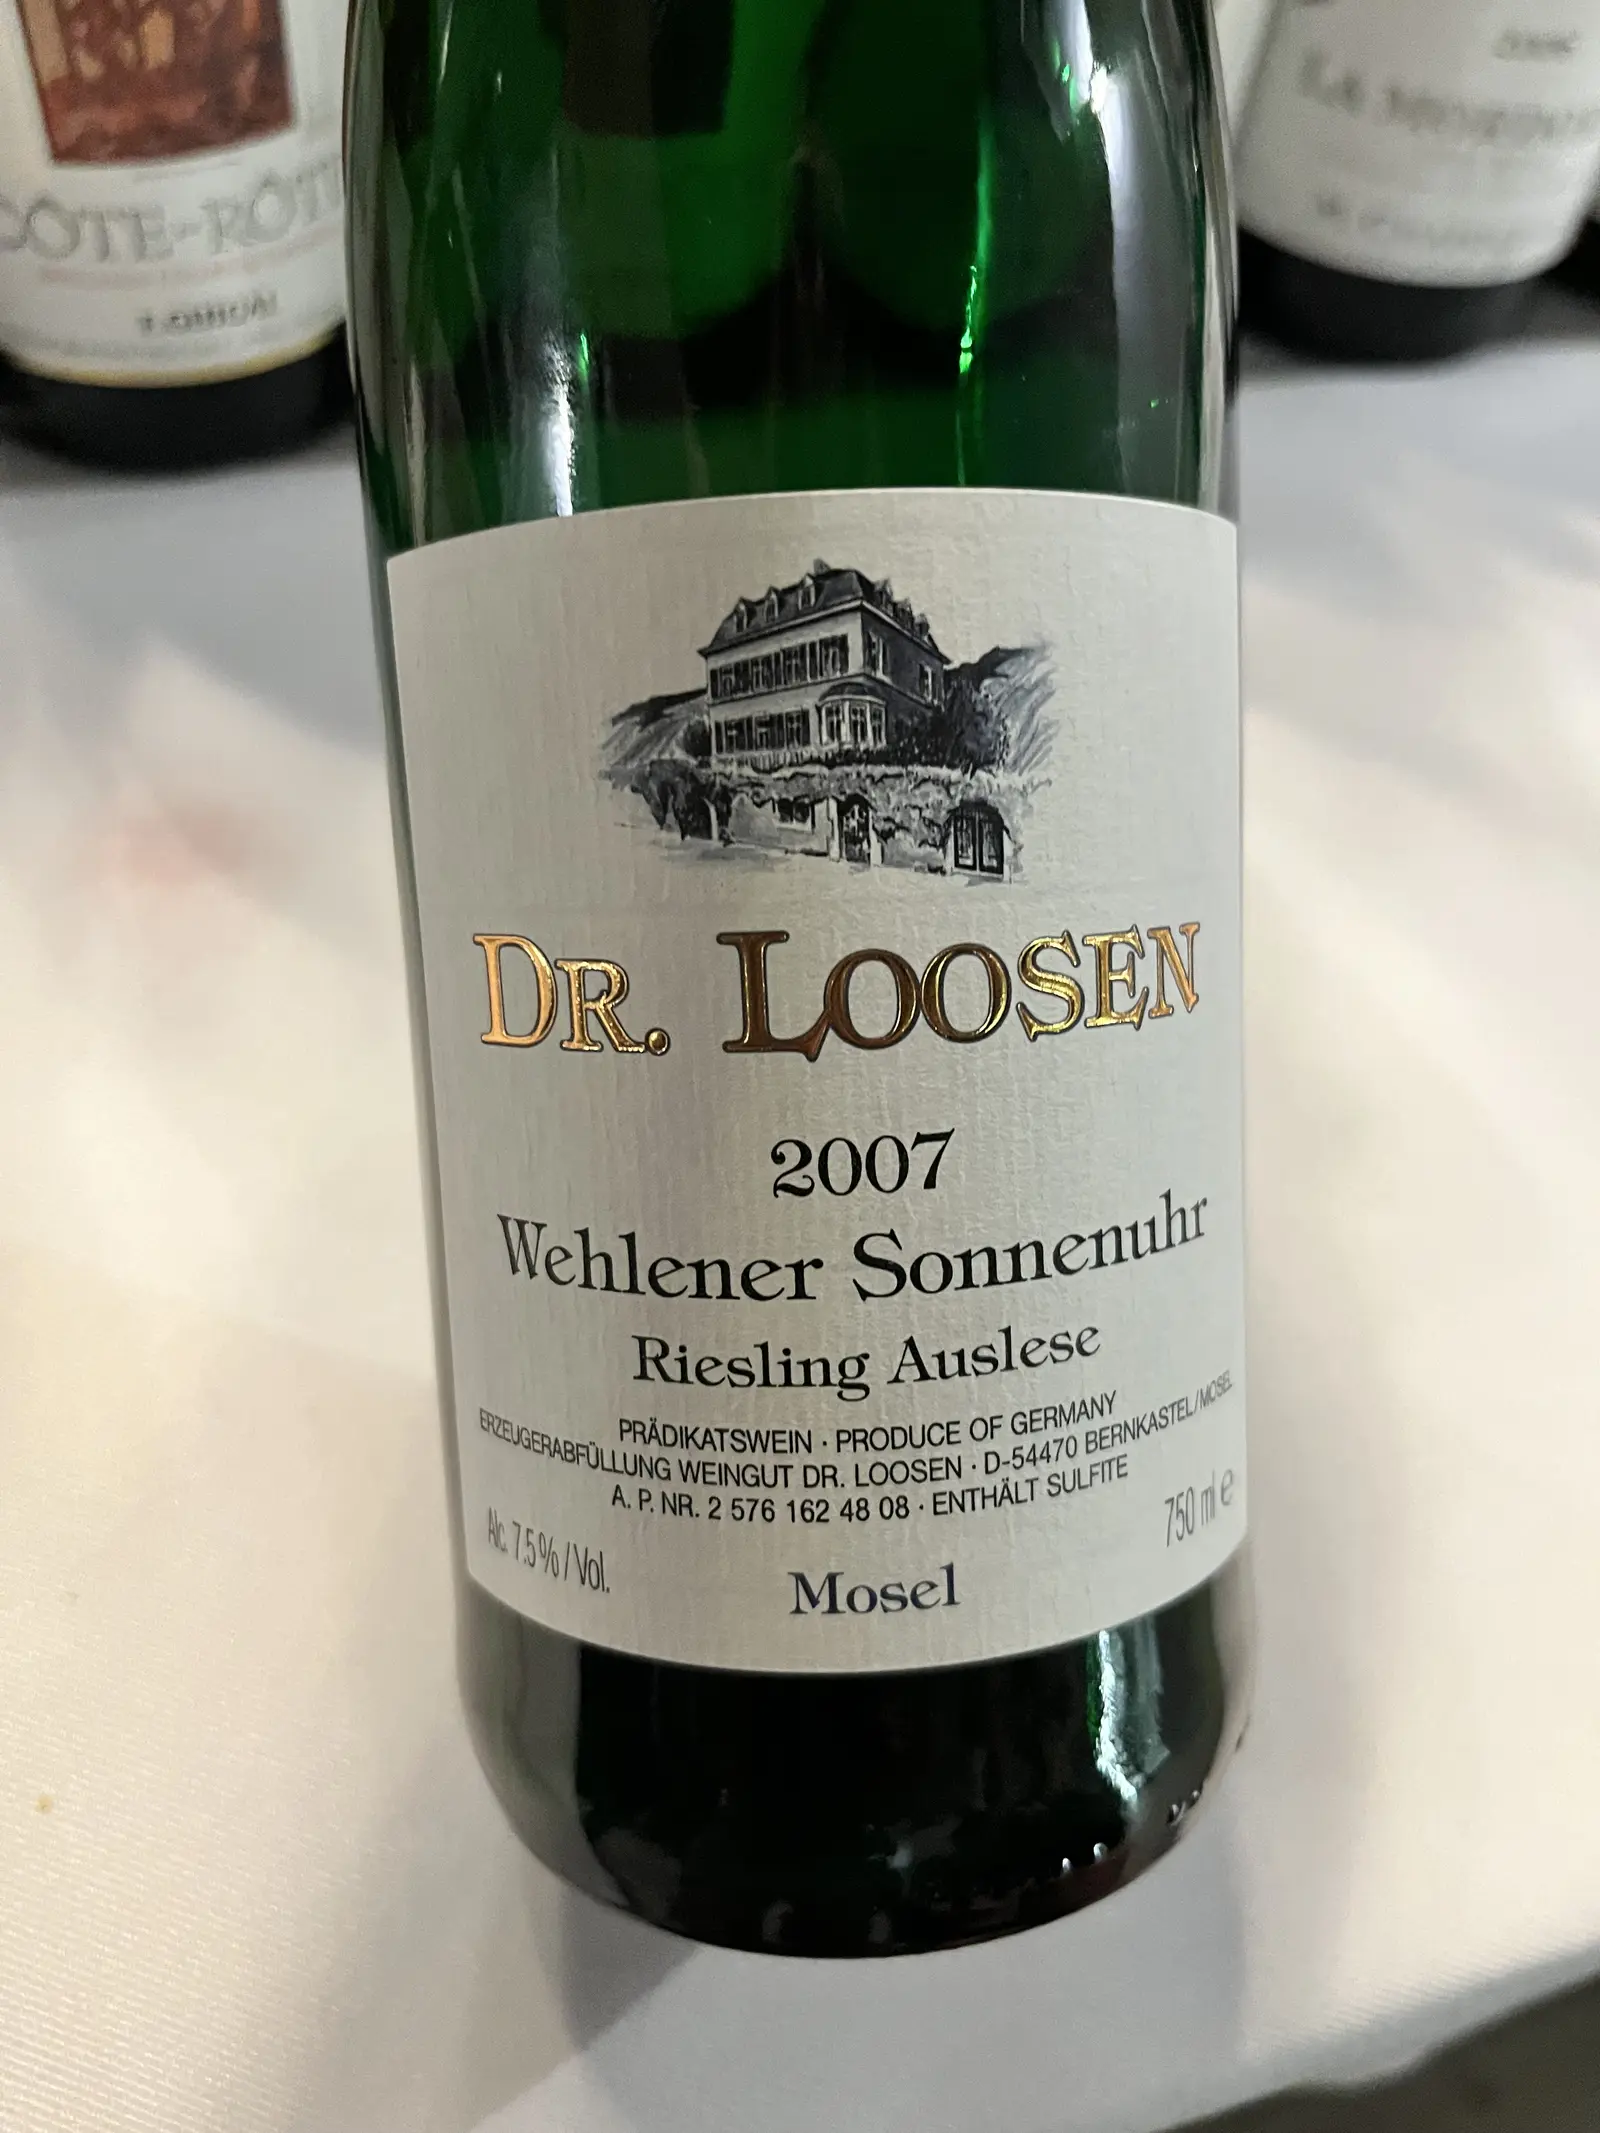 CÔTE-RÔTI
DR. LOOSEN
2007
Wehlener Sonnenuhr
Riesling Auslese
PRÄDIKATSWEIN · PRODUCE OF GERMANY
ERZEUGERABFÜLLUNG WEINGUT DR. LOOSEN · D-54470 BERNKASTEL/MOSEL
A. P. NR. 2 576 162 48 08 · ENTHÄLT SULFITE
Alc. 7.5%/Vol.
750 ml e
Mosel